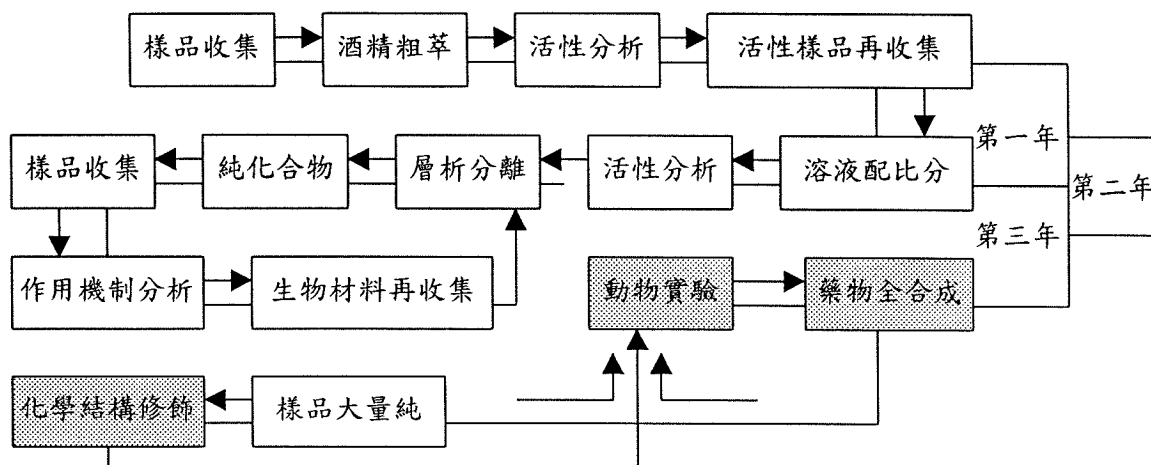 樣品收集
酒精粗萃
活性分析
活性樣品再收集
第一年
樣品收集
純化合物
層析分離
活性分析
溶液配比分
第二年
第三年
作用機制分析
生物材料再收集
動物實驗
藥物全合成
化學結構修飾
樣品大量純